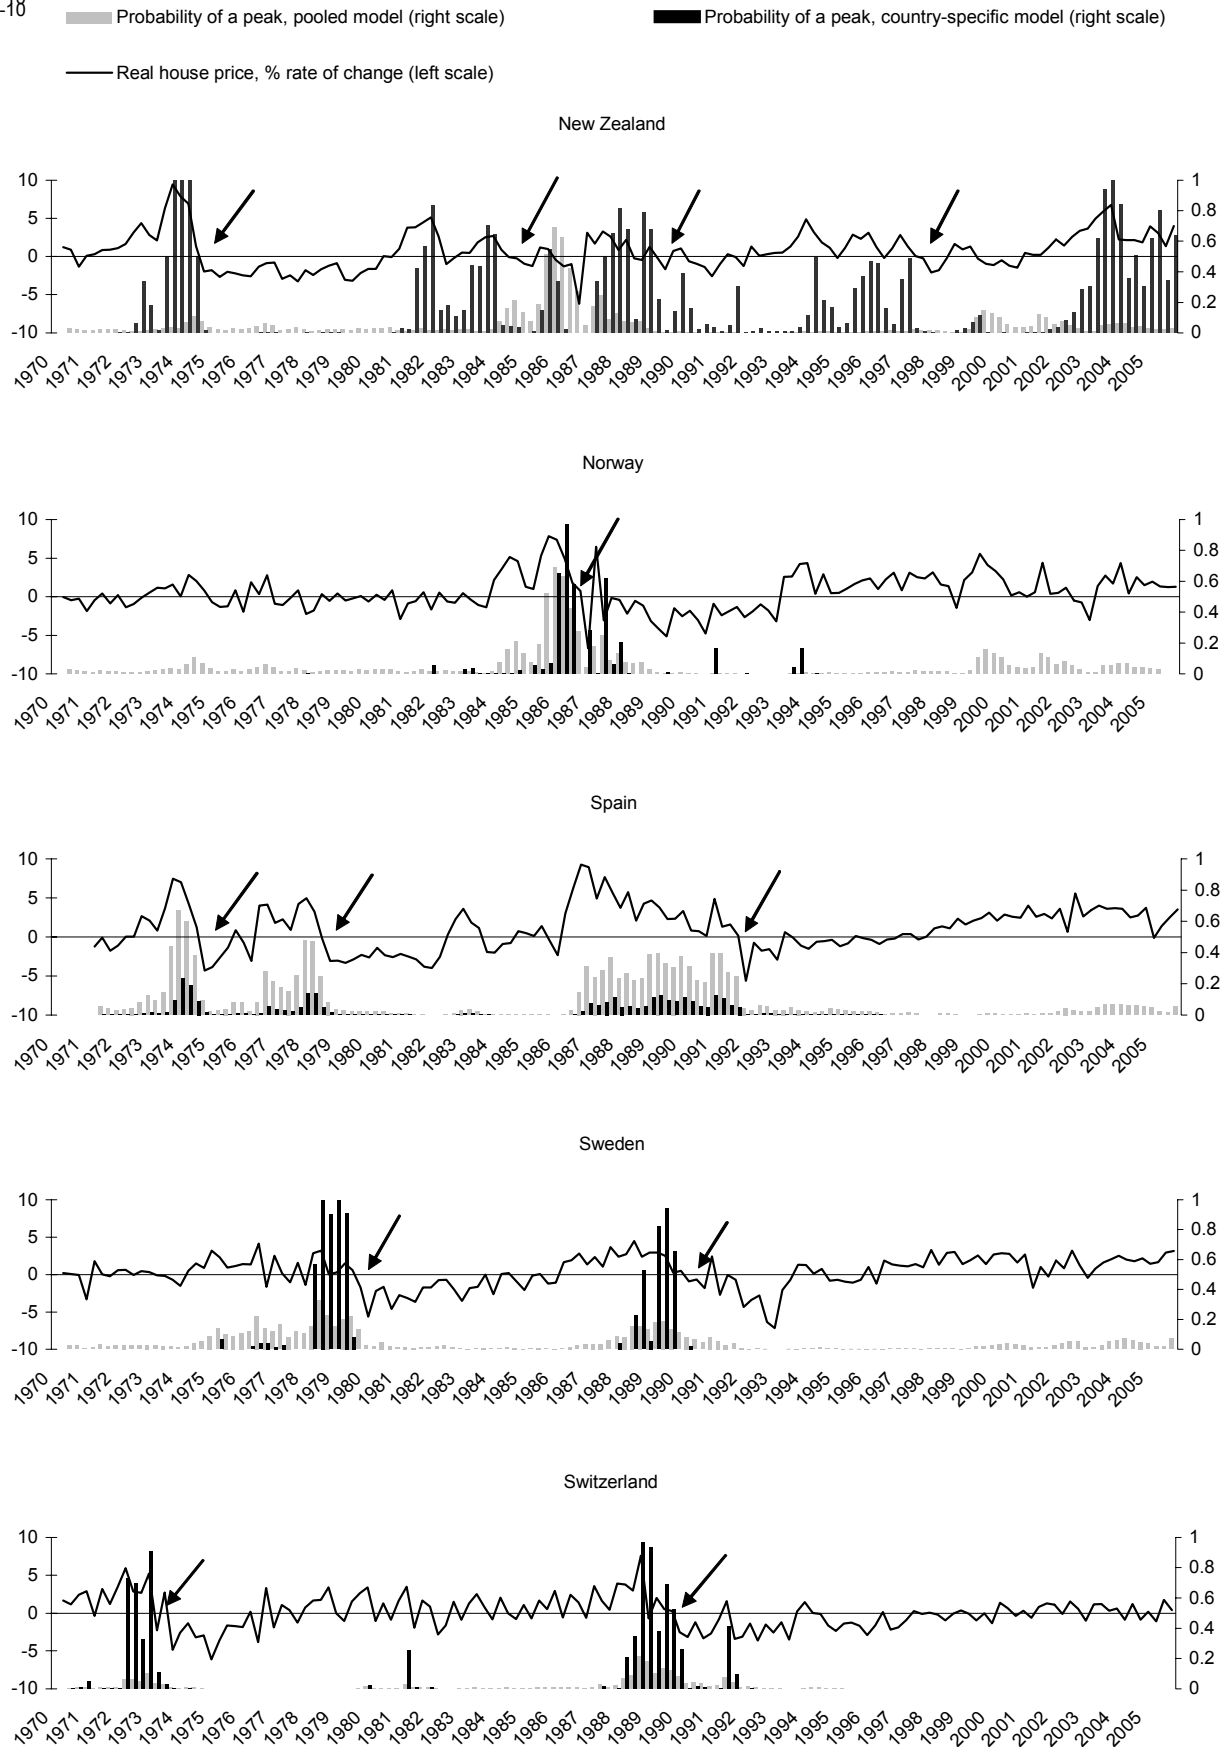 -10
Probability of a peak, pooled model (right scale) Probability of a peak, country-specific model (right scale)
Real house price, % rate of change (left scale)
New Zealand
10 1
5 0.8
0 0.6
0.4
-5 0.2
-10 0
1970 1971 1972 1973 1974 1975 1976 1977 1978 1979 1980 1981 1982 1983 1984 1985 1986 1987 1988 1989 1990 1991 1992 1993 1994 1995 1996 1997 1998 1999 2000 2001 2002 2003 2004 2005
Norway
10 1
5 0.8
0 0.6
0.4
-5 0.2
-10 0
1970 1971 1972 1973 1974 1975 1976 1977 1978 1979 1980 1981 1982 1983 1984 1985 1986 1987 1988 1989 1990 1991 1992 1993 1994 1995 1996 1997 1998 1999 2000 2001 2002 2003 2004 2005
Spain
10 1
5 0.8
0 0.6
0.4
-5 0.2
-10 0
1970 1971 1972 1973 1974 1975 1976 1977 1978 1979 1980 1981 1982 1983 1984 1985 1986 1987 1988 1989 1990 1991 1992 1993 1994 1995 1996 1997 1998 1999 2000 2001 2002 2003 2004 2005
Sweden
10 1
5 0.8
0 0.6
0.4
-5 0.2
-10 0
1970 1971 1972 1973 1974 1975 1976 1977 1978 1979 1980 1981 1982 1983 1984 1985 1986 1987 1988 1989 1990 1991 1992 1993 1994 1995 1996 1997 1998 1999 2000 2001 2002 2003 2004 2005
Switzerland
10 1
5 0.8
0 0.6
0.4
-5 0.2
-10 0
1970 1971 1972 1973 1974 1975 1976 1977 1978 1979 1980 1981 1982 1983 1984 1985 1986 1987 1988 1989 1990 1991 1992 1993 1994 1995 1996 1997 1998 1999 2000 2001 2002 2003 2004 2005